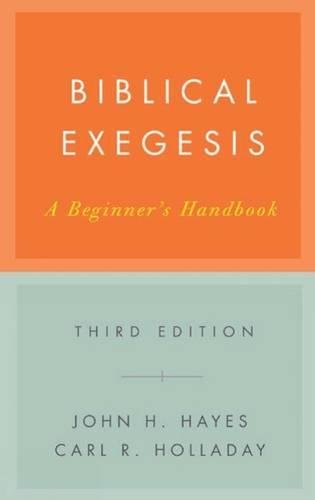 BIBLICAL
EXEGESIS
A Beginner's Handbook
THIRD EDITION
JOHN H. HAYES
CARL R. HOLLADAY